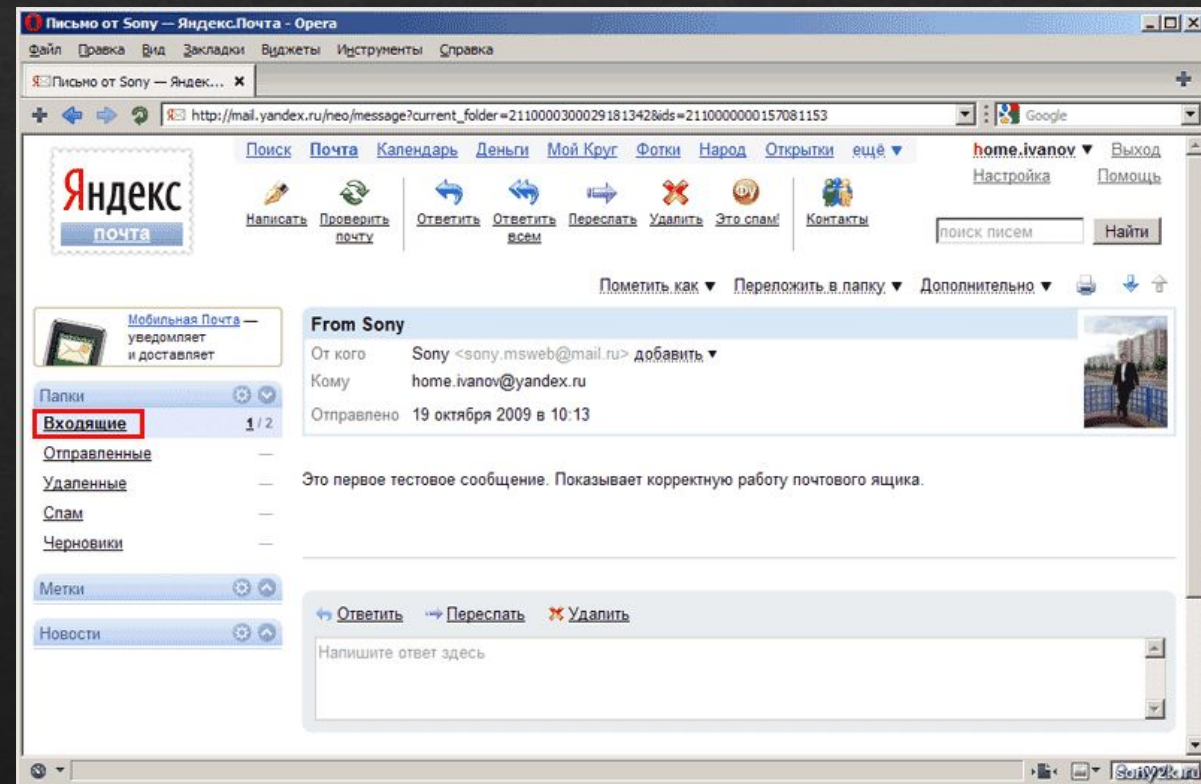 Письмо от Sony — Яндекс.Почта - Opera
Файл Правка Вид Закладки Виджеты Инструменты Справка
Письмо от Sony — Яндек...
http://mail.yandex.ru/neo/message?current_folder=2110000300029181342&ids=2110000000157081153
Google
Поиск Почта Календарь Деньги Мой Круг Фотки Народ Открытки ещё ▼
home.ivanov ▼ Выход
Настройка Помощь
Яндекс
почта
Написать
Проверить почту
Ответить
Ответить всем
Переслать
Удалить
Фу
Это спам!
Контакты
поиск писем
Найти
Пометить как ▼ Переложить в папку ▼ Дополнительно ▼
Мобильная Почта —
уведомляет
и доставляет
Папки
Входящие 1 / 2
Отправленные —
Удаленные —
Спам —
Черновики —
Метки
Новости
From Sony
От кого Sony <sony.msweb@mail.ru> добавить ▼
Кому home.ivanov@yandex.ru
Отправлено 19 октября 2009 в 10:13
Это первое тестовое сообщение. Показывает корректную работу почтового ящика.
Ответить Переслать Удалить
Напишите ответ здесь